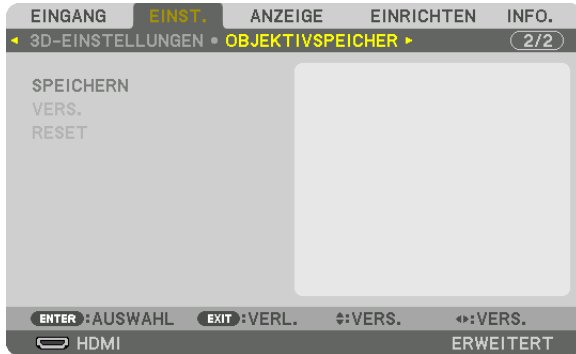 EINGANG EINST. ANZEIGE EINRICHTEN INFO.
3D-EINSTELLUNGEN • OBJEKTIVSPEICHER 2/2
SPEICHERN
VERS.
RESET
ENTER :AUSWAHL EXIT :VERL. :VERS. :VERS.
HDMI ERWEITERT